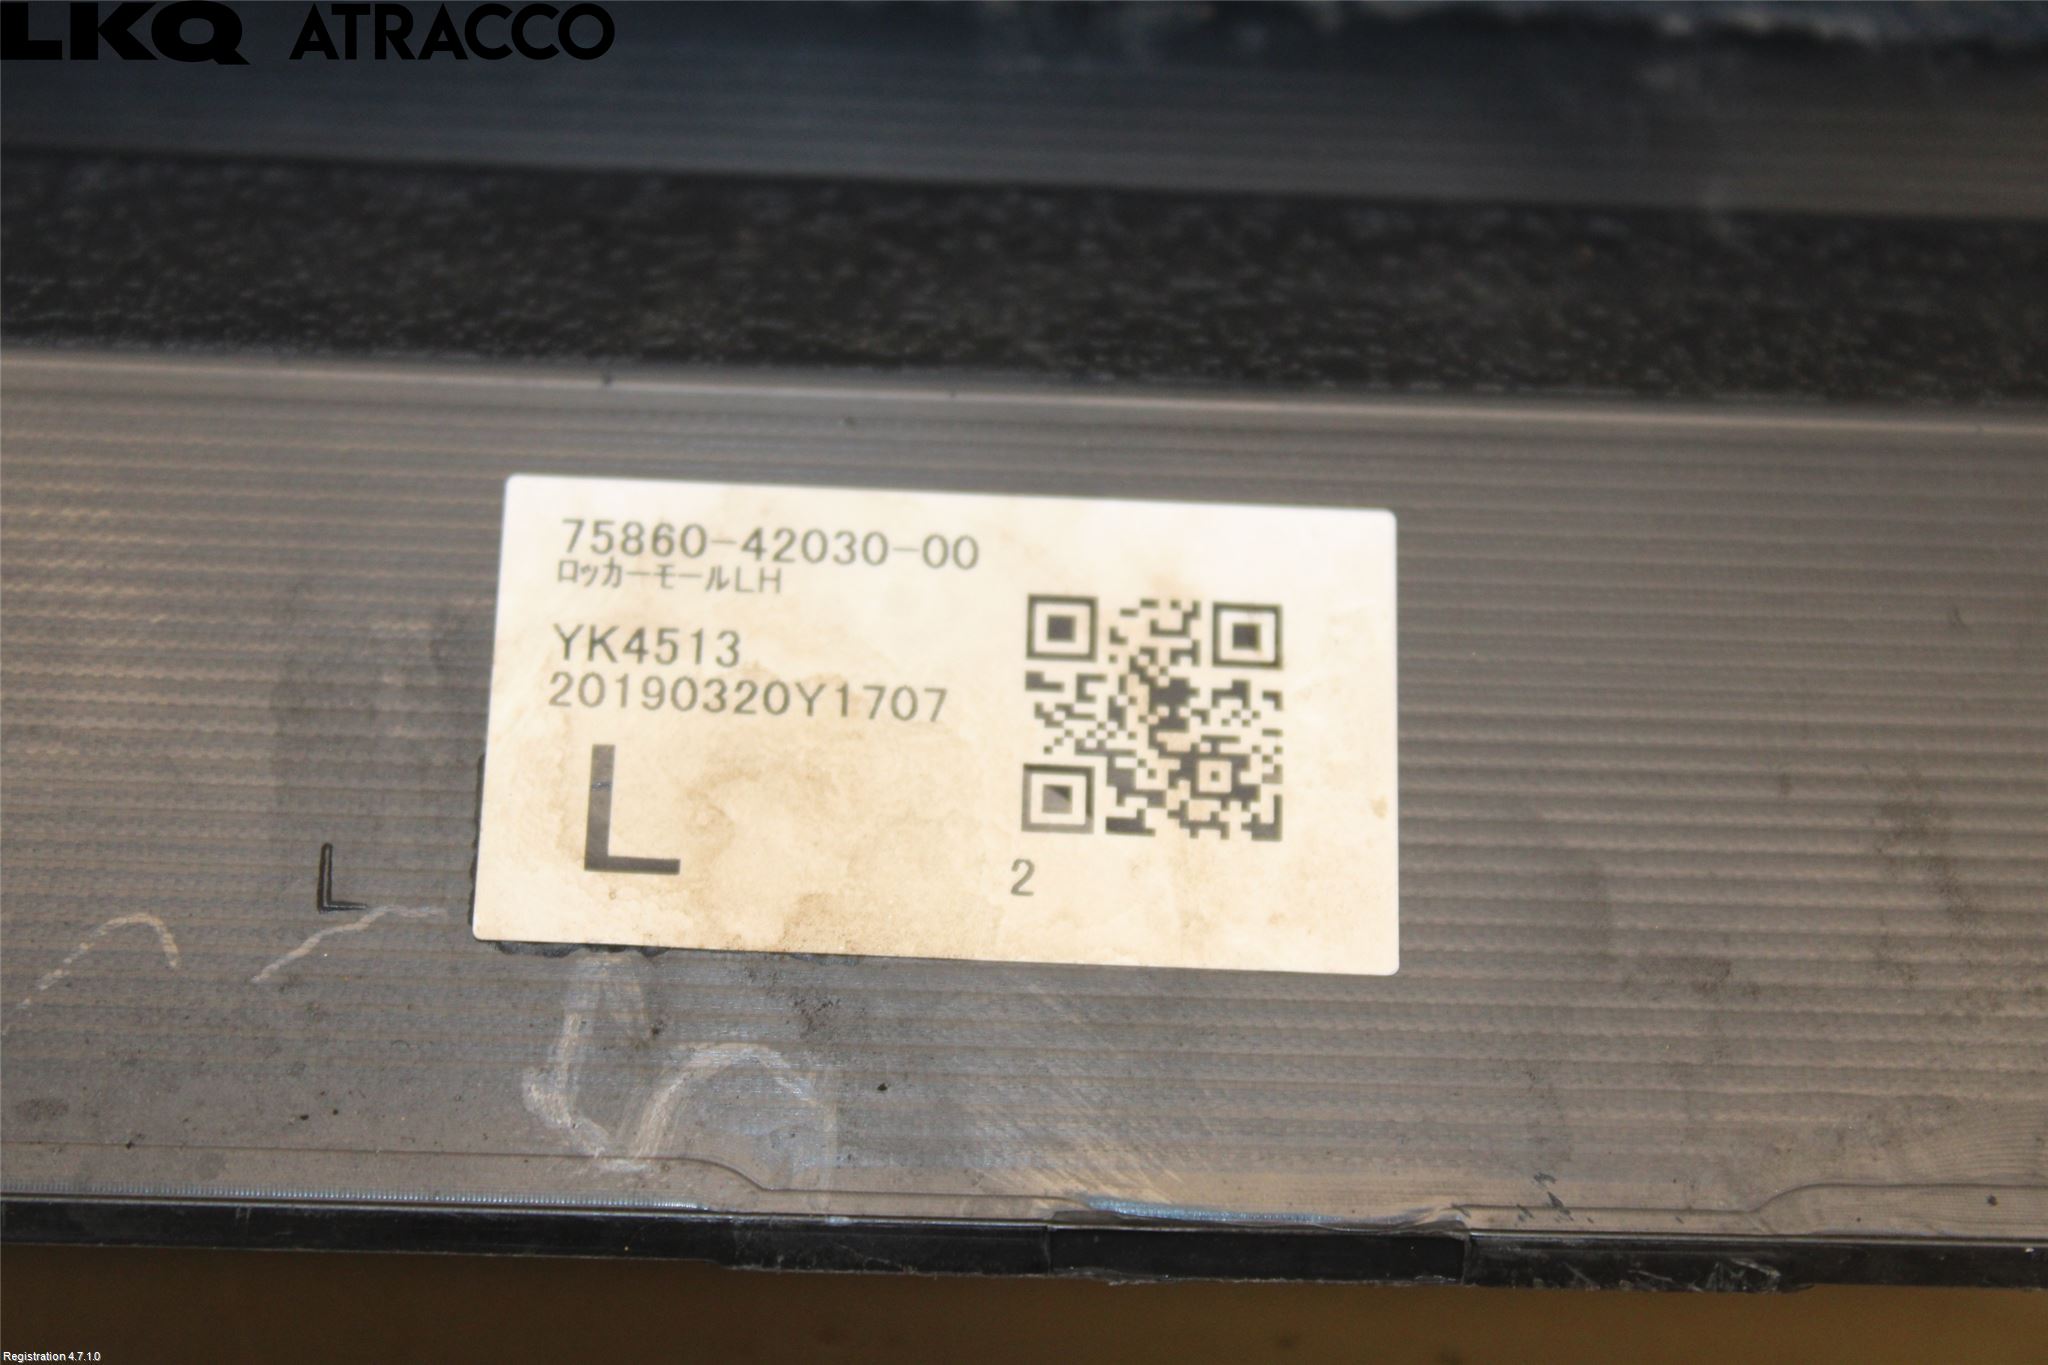 LKQ ATRACCO
75860-42030-00
ﾛｯｶｰﾓｰﾙLH
YK4513
20190320Y1707
L
2
L
Registration 4.7.1.0